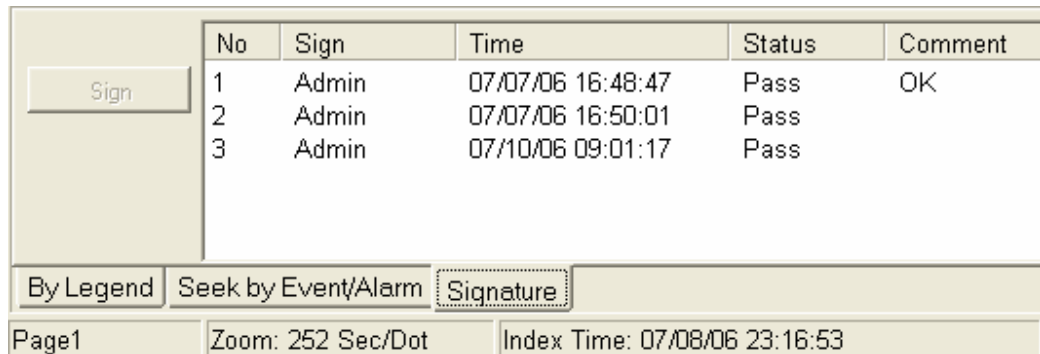 No Sign Time Status Comment
Sign
1 Admin 07/07/06 16:48:47 Pass OK
2 Admin 07/07/06 16:50:01 Pass
3 Admin 07/10/06 09:01:17 Pass
By Legend Seek by Event/Alarm Signature
Page1 Zoom: 252 Sec/Dot Index Time: 07/08/06 23:16:53